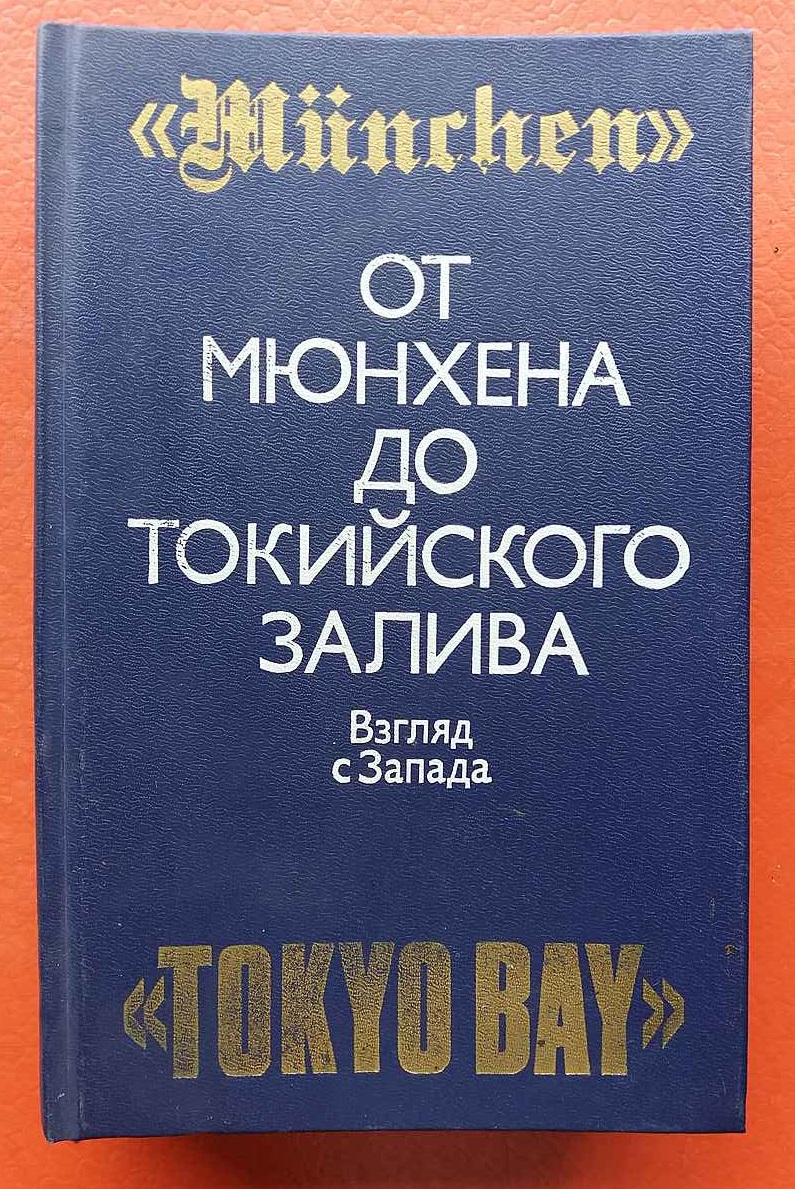 «München»
ОТ
МЮНХЕНА
ДО
ТОКИЙСКОГО
ЗАЛИВА
Взгляд
с Запада
«TOKYO BAY»